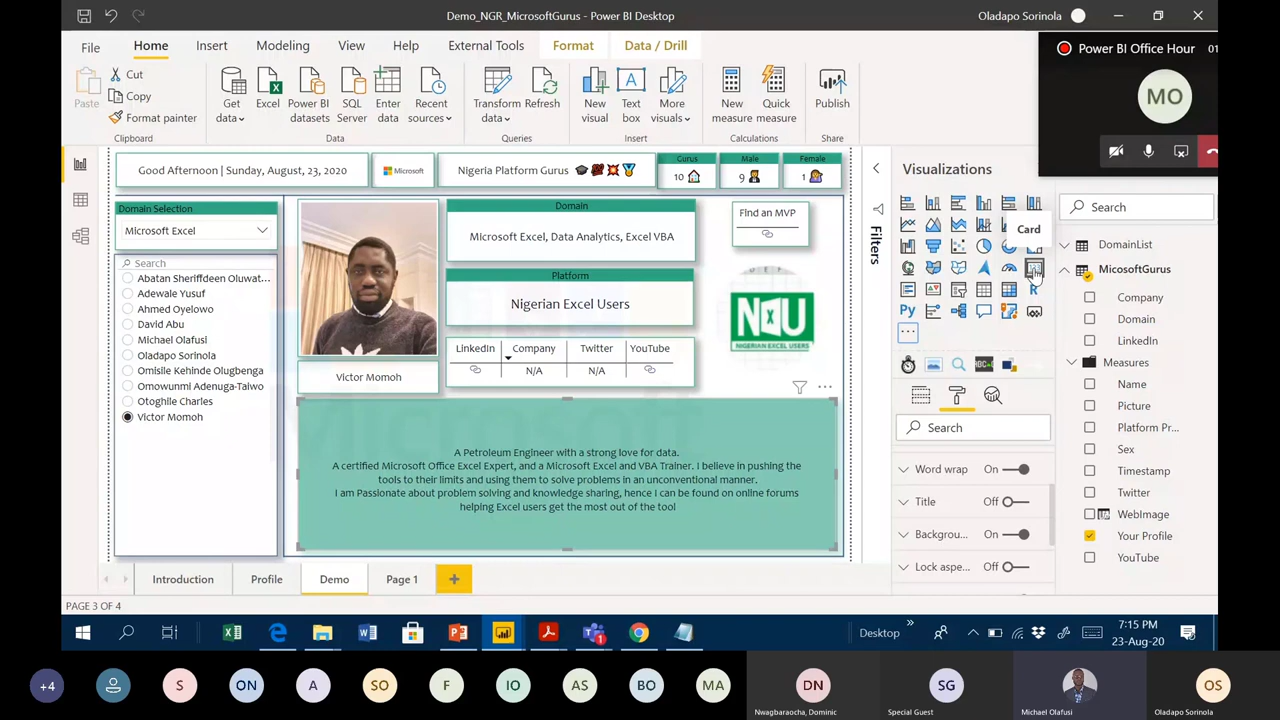 Demo_NGR_MicrosoftGurus - Power BI Desktop
Oladapo Sorinola
File
Home
Insert
Modeling
View
Help
External Tools
Format
Data / Drill
Power BI Office Hour
MO
Paste
Cut
Copy
Format painter
Clipboard
Get data
Excel
Power BI datasets
SQL Server
Enter data
Recent sources
Data
Transform data
Refresh
Queries
New visual
Text box
More visuals
Insert
New measure
Quick measure
Calculations
Publish
Share
Good Afternoon | Sunday, August, 23, 2020
Microsoft
Nigeria Platform Gurus
Gurus
10
Male
9
Female
1
Domain Selection
Microsoft Excel
Search
Abatan Sheriffdeen Oluwat...
Adewale Yusuf
Ahmed Oyelowo
David Abu
Michael Olafusi
Oladapo Sorinola
Omisile Kehinde Olugbenga
Omowunmi Adenuga-Taiwo
Otoghile Charles
Victor Momoh
Victor Momoh
Domain
Microsoft Excel, Data Analytics, Excel VBA
Platform
Nigerian Excel Users
LinkedIn
Company
Twitter
YouTube
N/A
N/A
Find an MVP
NXU
NIGERIAN EXCEL USERS
A Petroleum Engineer with a strong love for data.
A certified Microsoft Office Excel Expert, and a Microsoft Excel and VBA Trainer. I believe in pushing the
tools to their limits and using them to solve problems in an unconventional manner.
I am Passionate about problem solving and knowledge sharing, hence I can be found on online forums
helping Excel users get the most out of the tool
Filters
Visualizations
Card
R
Py
Search
Word wrap
On
Title
Off
Backgrou...
On
Lock aspe...
Off
Search
DomainList
MicosoftGurus
Company
Domain
LinkedIn
Measures
Name
Picture
Platform Pr...
Sex
Timestamp
Twitter
WebImage
Your Profile
YouTube
Introduction
Profile
Demo
Page 1
PAGE 3 OF 4
Desktop
7:15 PM
23-Aug-20
+4
S
ON
A
SO
F
IO
AS
BO
MA
DN
Nwagbaraocha, Dominic
SG
Special Guest
Michael Olafusi
OS
Oladapo Sorinola